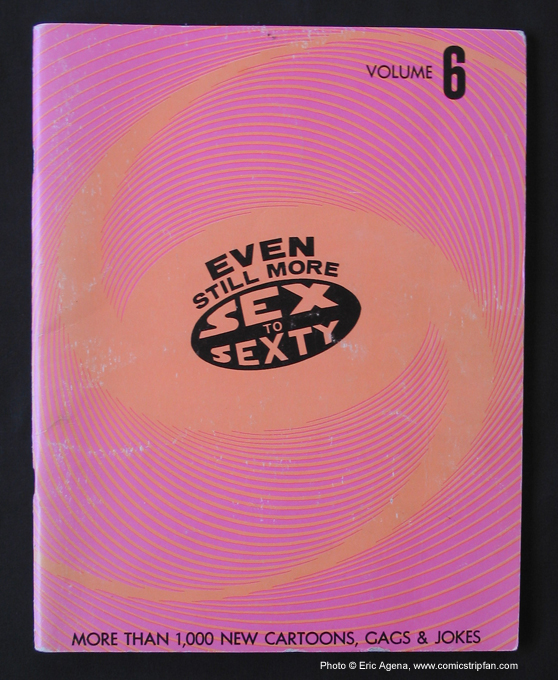 VOLUME 6
EVEN
STILL MORE
SEX
TO
SEXTY
MORE THAN 1,000 NEW CARTOONS, GAGS & JOKES
Photo © Eric Agena, www.comicstripfan.com